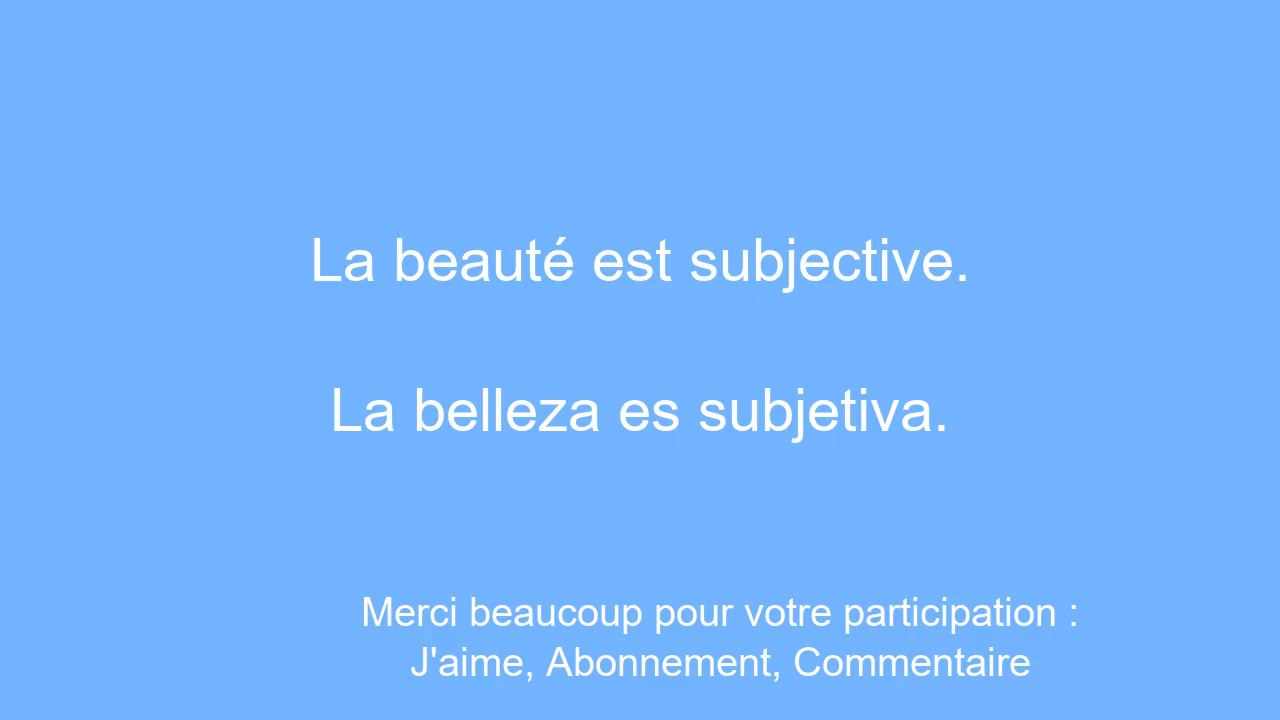 La beauté est subjective.
La belleza es subjetiva.
Merci beaucoup pour votre participation :
J'aime, Abonnement, Commentaire